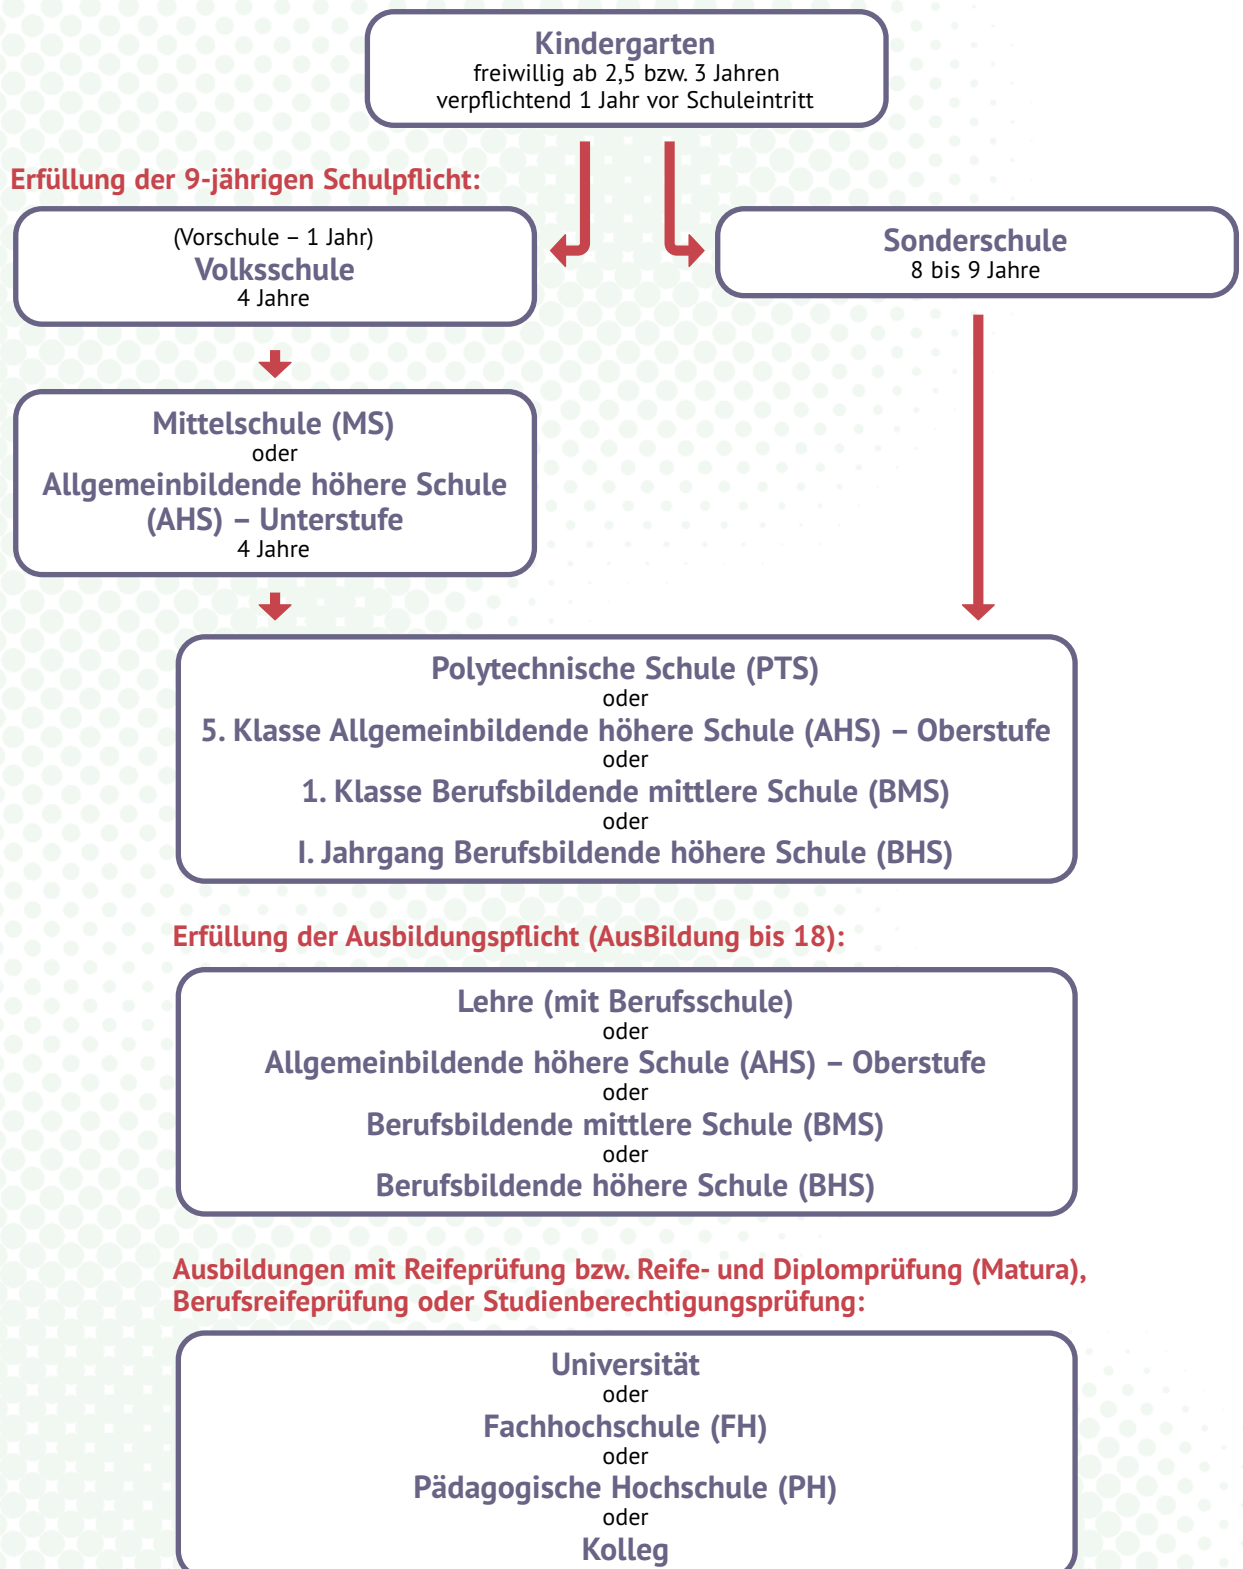 Kindergarten
freiwillig ab 2,5 bzw. 3 Jahren
verpflichtend 1 Jahr vor Schuleintritt
Erfüllung der 9-jährigen Schulpflicht:
(Vorschule – 1 Jahr)
Volksschule
4 Jahre
Sonderschule
8 bis 9 Jahre
Mittelschule (MS)
oder
Allgemeinbildende höhere Schule
(AHS) – Unterstufe
4 Jahre
Polytechnische Schule (PTS)
oder
5. Klasse Allgemeinbildende höhere Schule (AHS) – Oberstufe
oder
1. Klasse Berufsbildende mittlere Schule (BMS)
oder
I. Jahrgang Berufsbildende höhere Schule (BHS)
Erfüllung der Ausbildungspflicht (AusBildung bis 18):
Lehre (mit Berufsschule)
oder
Allgemeinbildende höhere Schule (AHS) – Oberstufe
oder
Berufsbildende mittlere Schule (BMS)
oder
Berufsbildende höhere Schule (BHS)
Ausbildungen mit Reifeprüfung bzw. Reife- und Diplomprüfung (Matura),
Berufsreifeprüfung oder Studienberechtigungsprüfung:
Universität
oder
Fachhochschule (FH)
oder
Pädagogische Hochschule (PH)
oder
Kolleg